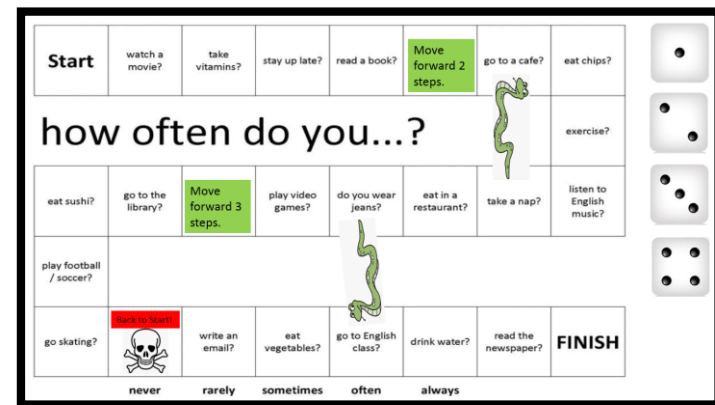 Start
watch a
movie?
take
vitamins?
stay up late?
read a book?
Move
forward 2
steps.
go to a cafe?
eat chips?
how often do you...?
exercise?
eat sushi?
go to the
library?
Move
forward 3
steps.
play video
games?
do you wear
jeans?
eat in a
restaurant?
take a nap?
listen to
English
music?
play football
/ soccer?
go skating?
Back to Start!
write an
email?
eat
vegetables?
go to English
class?
drink water?
read the
newspaper?
FINISH
never rarely sometimes often always